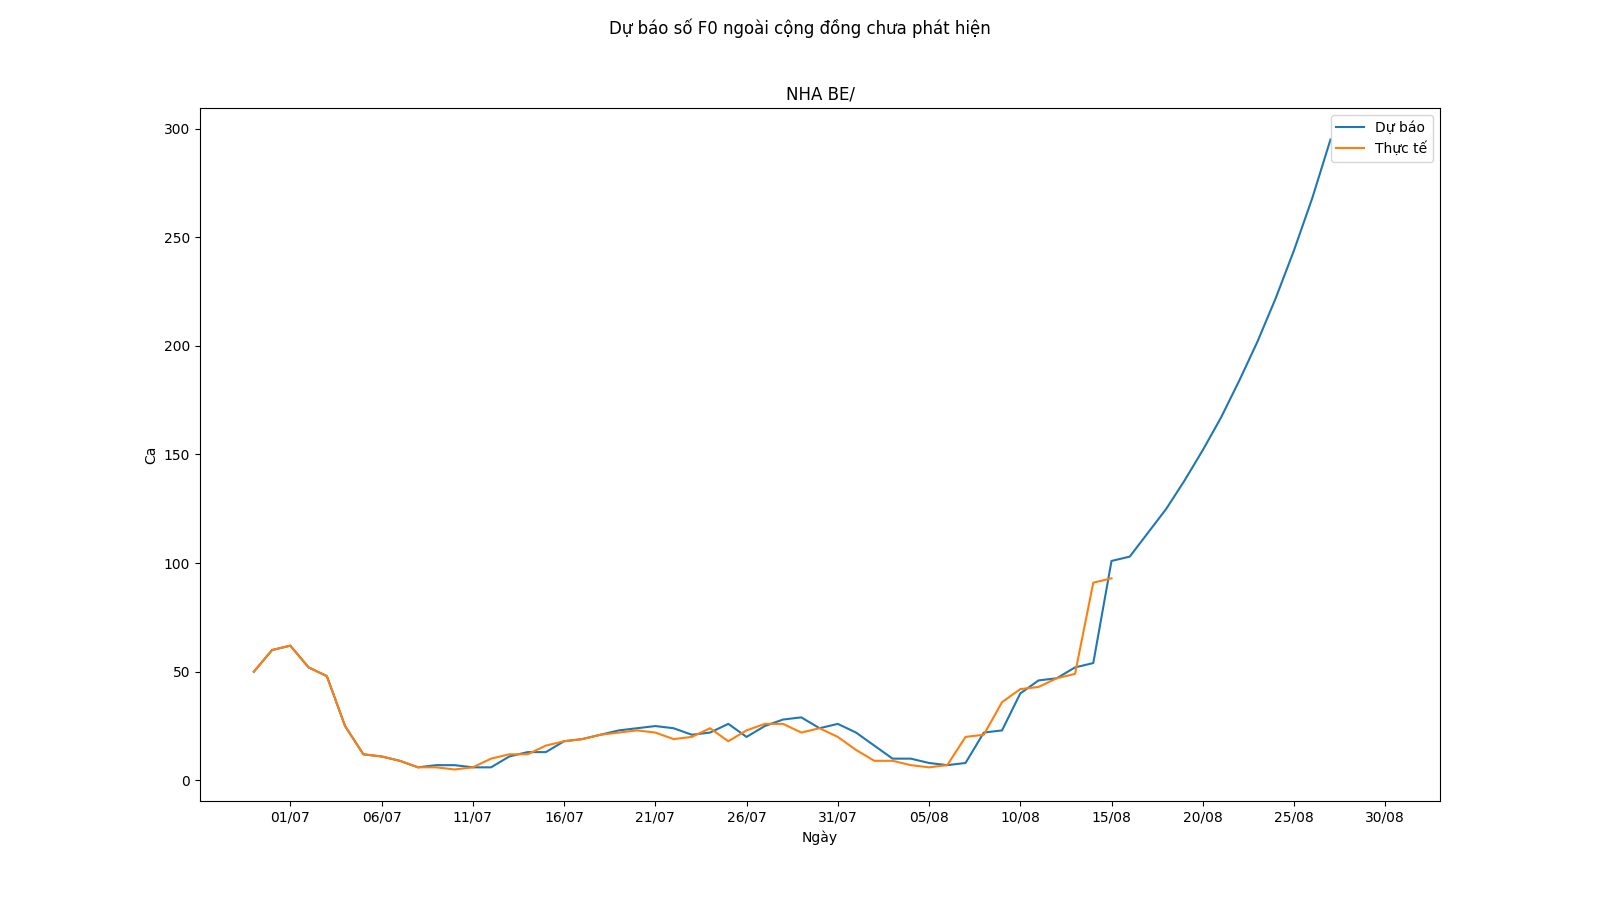 Dự báo số F0 ngoài cộng đồng chưa phát hiện
NHA BE/
300
250
200
150
100
50
0
Ca
Dự báo
Thực tế
01/07 06/07 11/07 16/07 21/07 26/07 31/07 05/08 10/08 15/08 20/08 25/08 30/08
Ngày